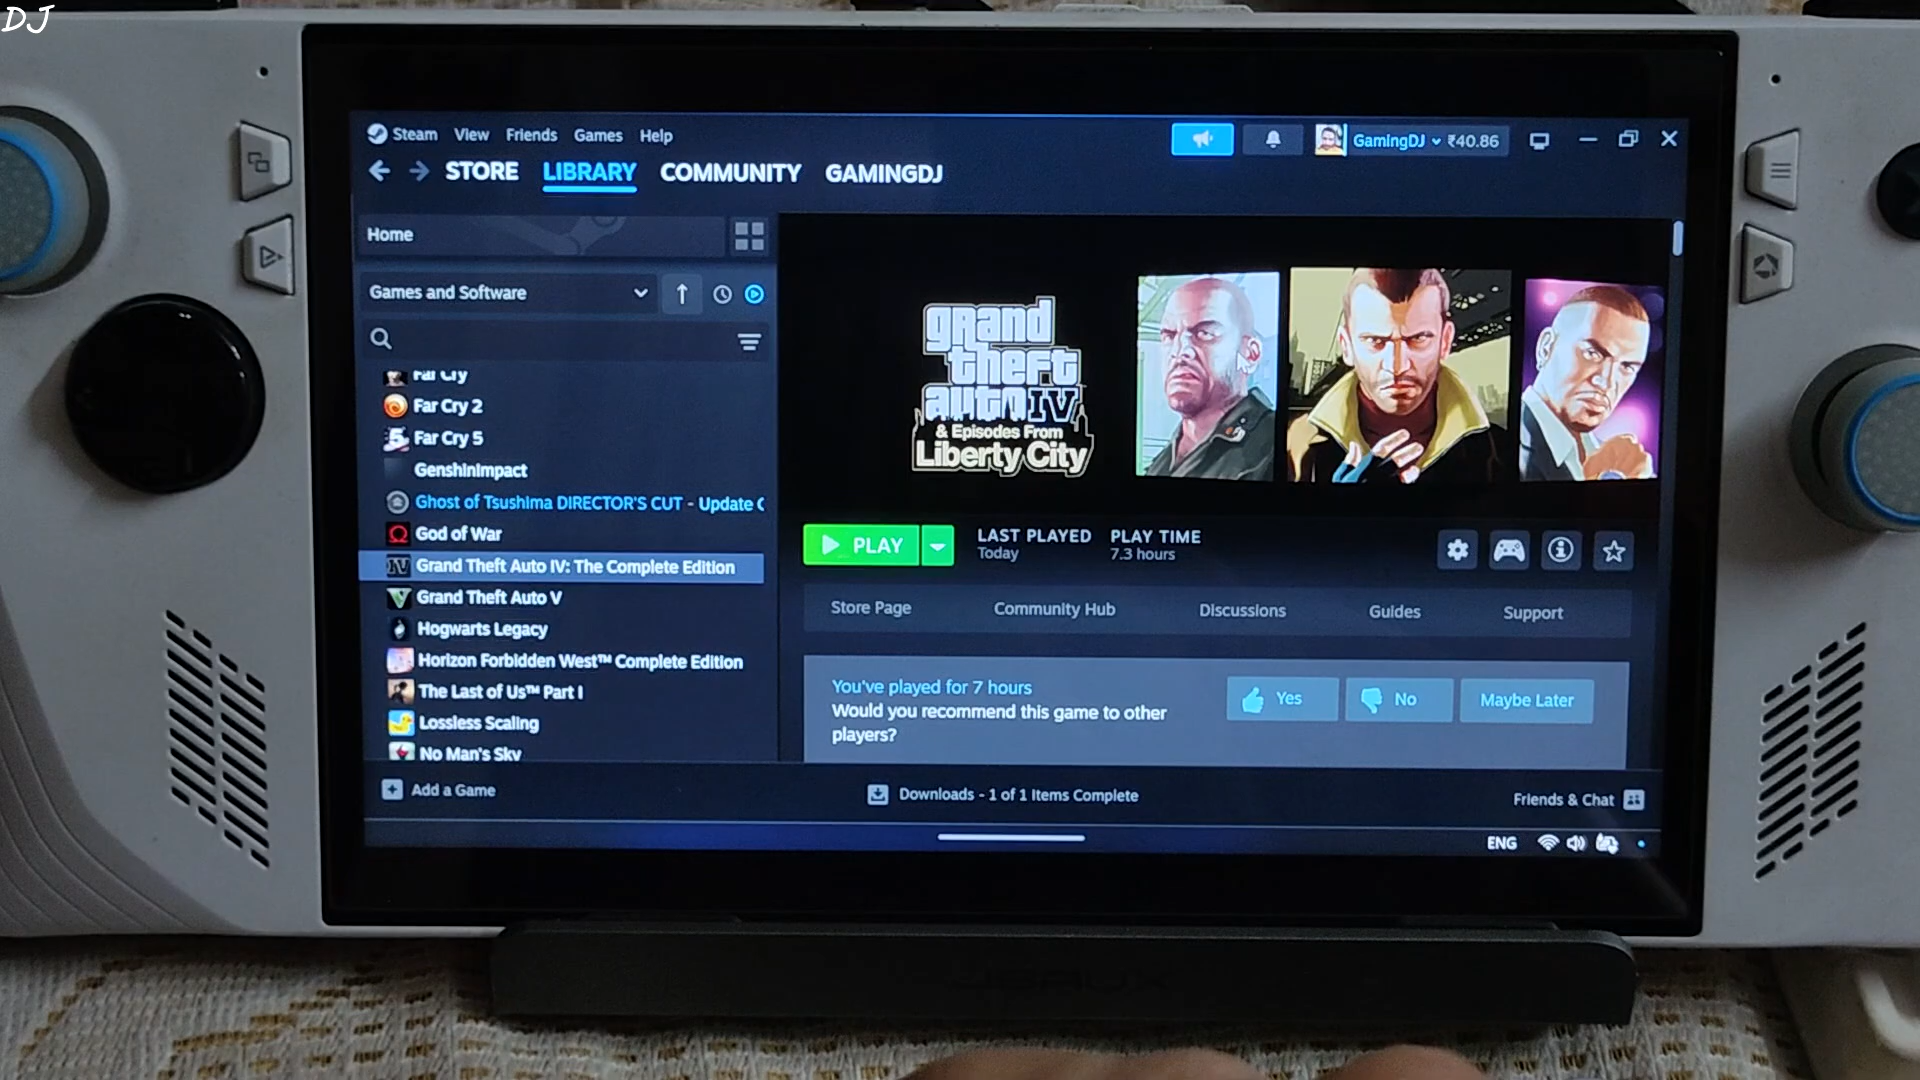 DJ
Steam View Friends Games Help
GamingDJ ₹40.86
STORE LIBRARY COMMUNITY GAMINGDJ
Home
Games and Software
Far Cry
Far Cry 2
Far Cry 5
GenshinImpact
Ghost of Tsushima DIRECTOR'S CUT - Update
God of War
Grand Theft Auto IV: The Complete Edition
Grand Theft Auto V
Hogwarts Legacy
Horizon Forbidden West™ Complete Edition
The Last of Us™ Part I
Lossless Scaling
No Man's Sky
Add a Game
grand
theft
auto IV
& Episodes From
Liberty City
PLAY
LAST PLAYED
Today
PLAY TIME
7.3 hours
Store Page Community Hub Discussions Guides Support
You've played for 7 hours
Would you recommend this game to other
players?
Yes No Maybe Later
Downloads - 1 of 1 Items Complete
Friends & Chat
ENG
JSAUX